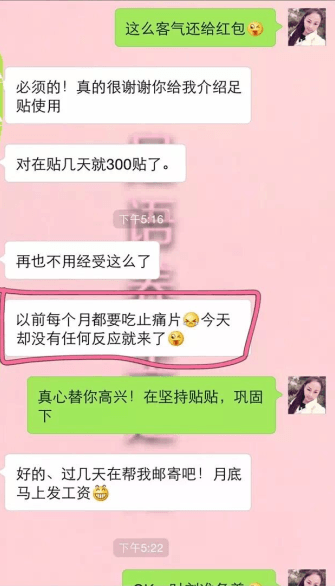 这么客气还给红包
必须的！真的很谢谢你给我介绍足
贴使用
对在贴几天就300贴了。
下午5:16
再也不用经受这么了
以前每个月都要吃止痛片今天
却没有任何反应就来了
真心替你高兴！在坚持贴贴，巩固
下
好的、过几天在帮我邮寄吧！月底
马上发工资
下午5:22